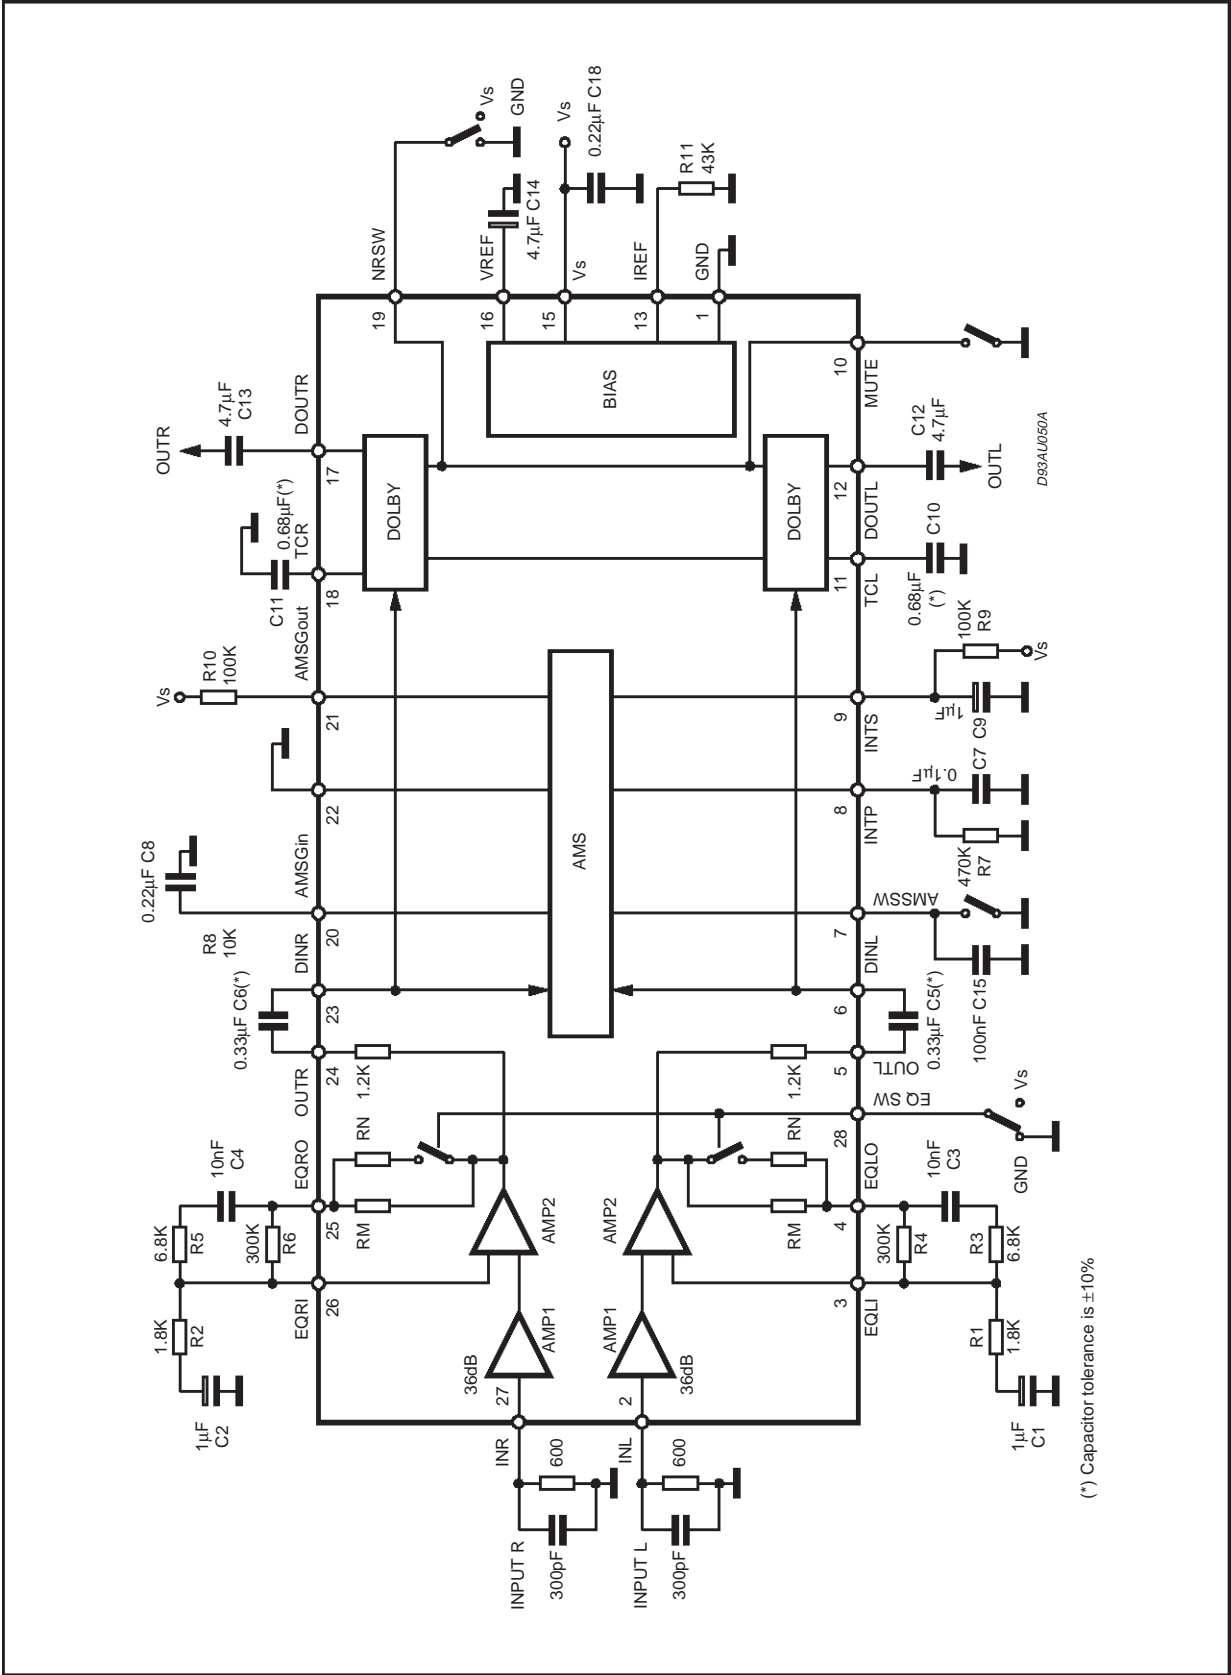 1µF
C2
1.8K
R2
6.8K
R5
10nF
C4
300K
R6
EQRI
26
EQRO
25
OUTR
24
0.33µF C6(*)
DINR
23
R8
10K
0.22µF C8
20
AMSGin
22
Vs
R10
100K
21
AMSGout
C11
0.68µF(*)
TCR
18
OUTR
4.7µF
C13
DOUTR
17
NRSW
19
Vs
GND
VREF
16
4.7µF C14
Vs
15
Vs
0.22µF C18
IREF
13
R11
43K
GND
1
BIAS
DOLBY
DOLBY
AMS
RM
RN
1.2K
AMP2
AMP1
36dB
27
INR
600
INPUT R
300pF
INL
2
600
INPUT L
300pF
36dB
AMP1
AMP2
RM
RN
1.2K
3
EQLI
R1
1.8K
1µF
C1
4
EQLO
300K
R4
R3
6.8K
10nF
C3
28
EQ SW
GND
Vs
5
OUTL
0.33µF C5(*)
6
DINL
7
AMSSW
100nF C15
8
INTP
0.1µF
C7
470K
R7
9
INTS
1µF
C9
100K
R9
Vs
11
TCL
0.68µF
(*)
C10
12
DOUTL
C12
4.7µF
OUTL
10
MUTE
D93AU050A
(*) Capacitor tolerance is ±10%